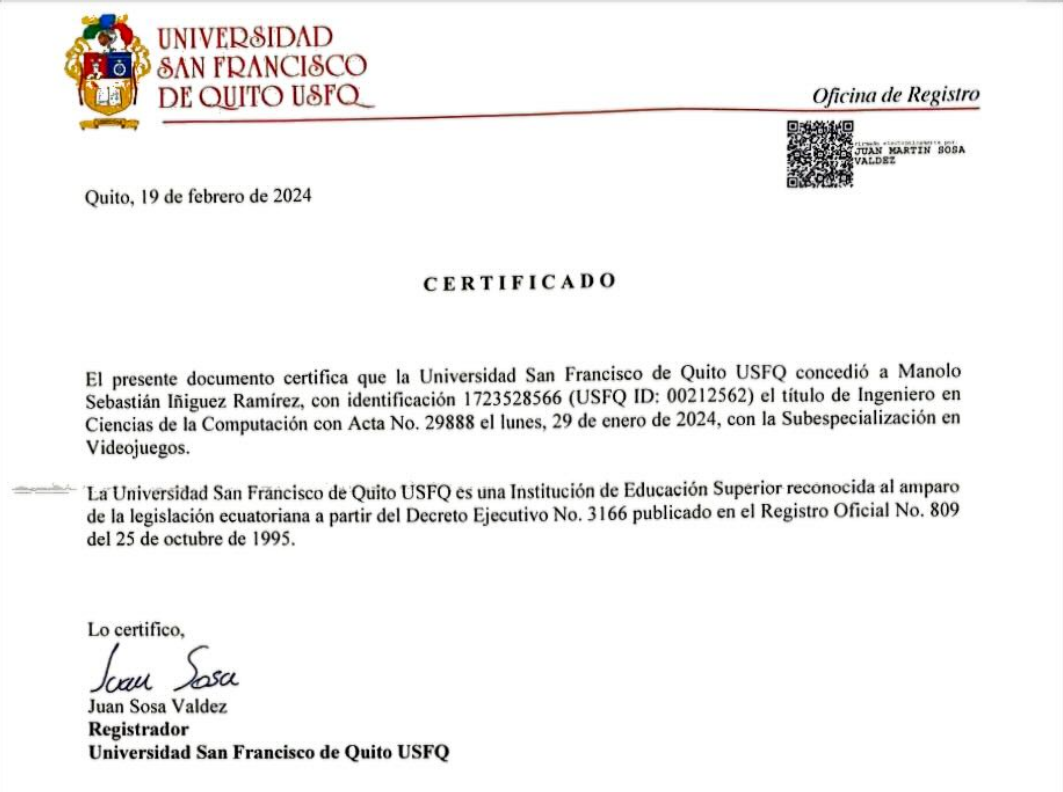 UNIVERSIDAD
SAN FRANCISCO
DE QUITO USFQ
Oficina de Registro
Firmado electrónicamente por:
JUAN MARTIN SOSA
VALDEZ
Quito, 19 de febrero de 2024
CERTIFICADO
El presente documento certifica que la Universidad San Francisco de Quito USFQ concedió a Manolo
Sebastián Iñiguez Ramírez, con identificación 1723528566 (USFQ ID: 00212562) el título de Ingeniero en
Ciencias de la Computación con Acta No. 29888 el lunes, 29 de enero de 2024, con la Subespecialización en
Videojuegos.
La Universidad San Francisco de Quito USFQ es una Institución de Educación Superior reconocida al amparo
de la legislación ecuatoriana a partir del Decreto Ejecutivo No. 3166 publicado en el Registro Oficial No. 809
del 25 de octubre de 1995.
Lo certifico,
Juan Sosa
Juan Sosa Valdez
Registrador
Universidad San Francisco de Quito USFQ